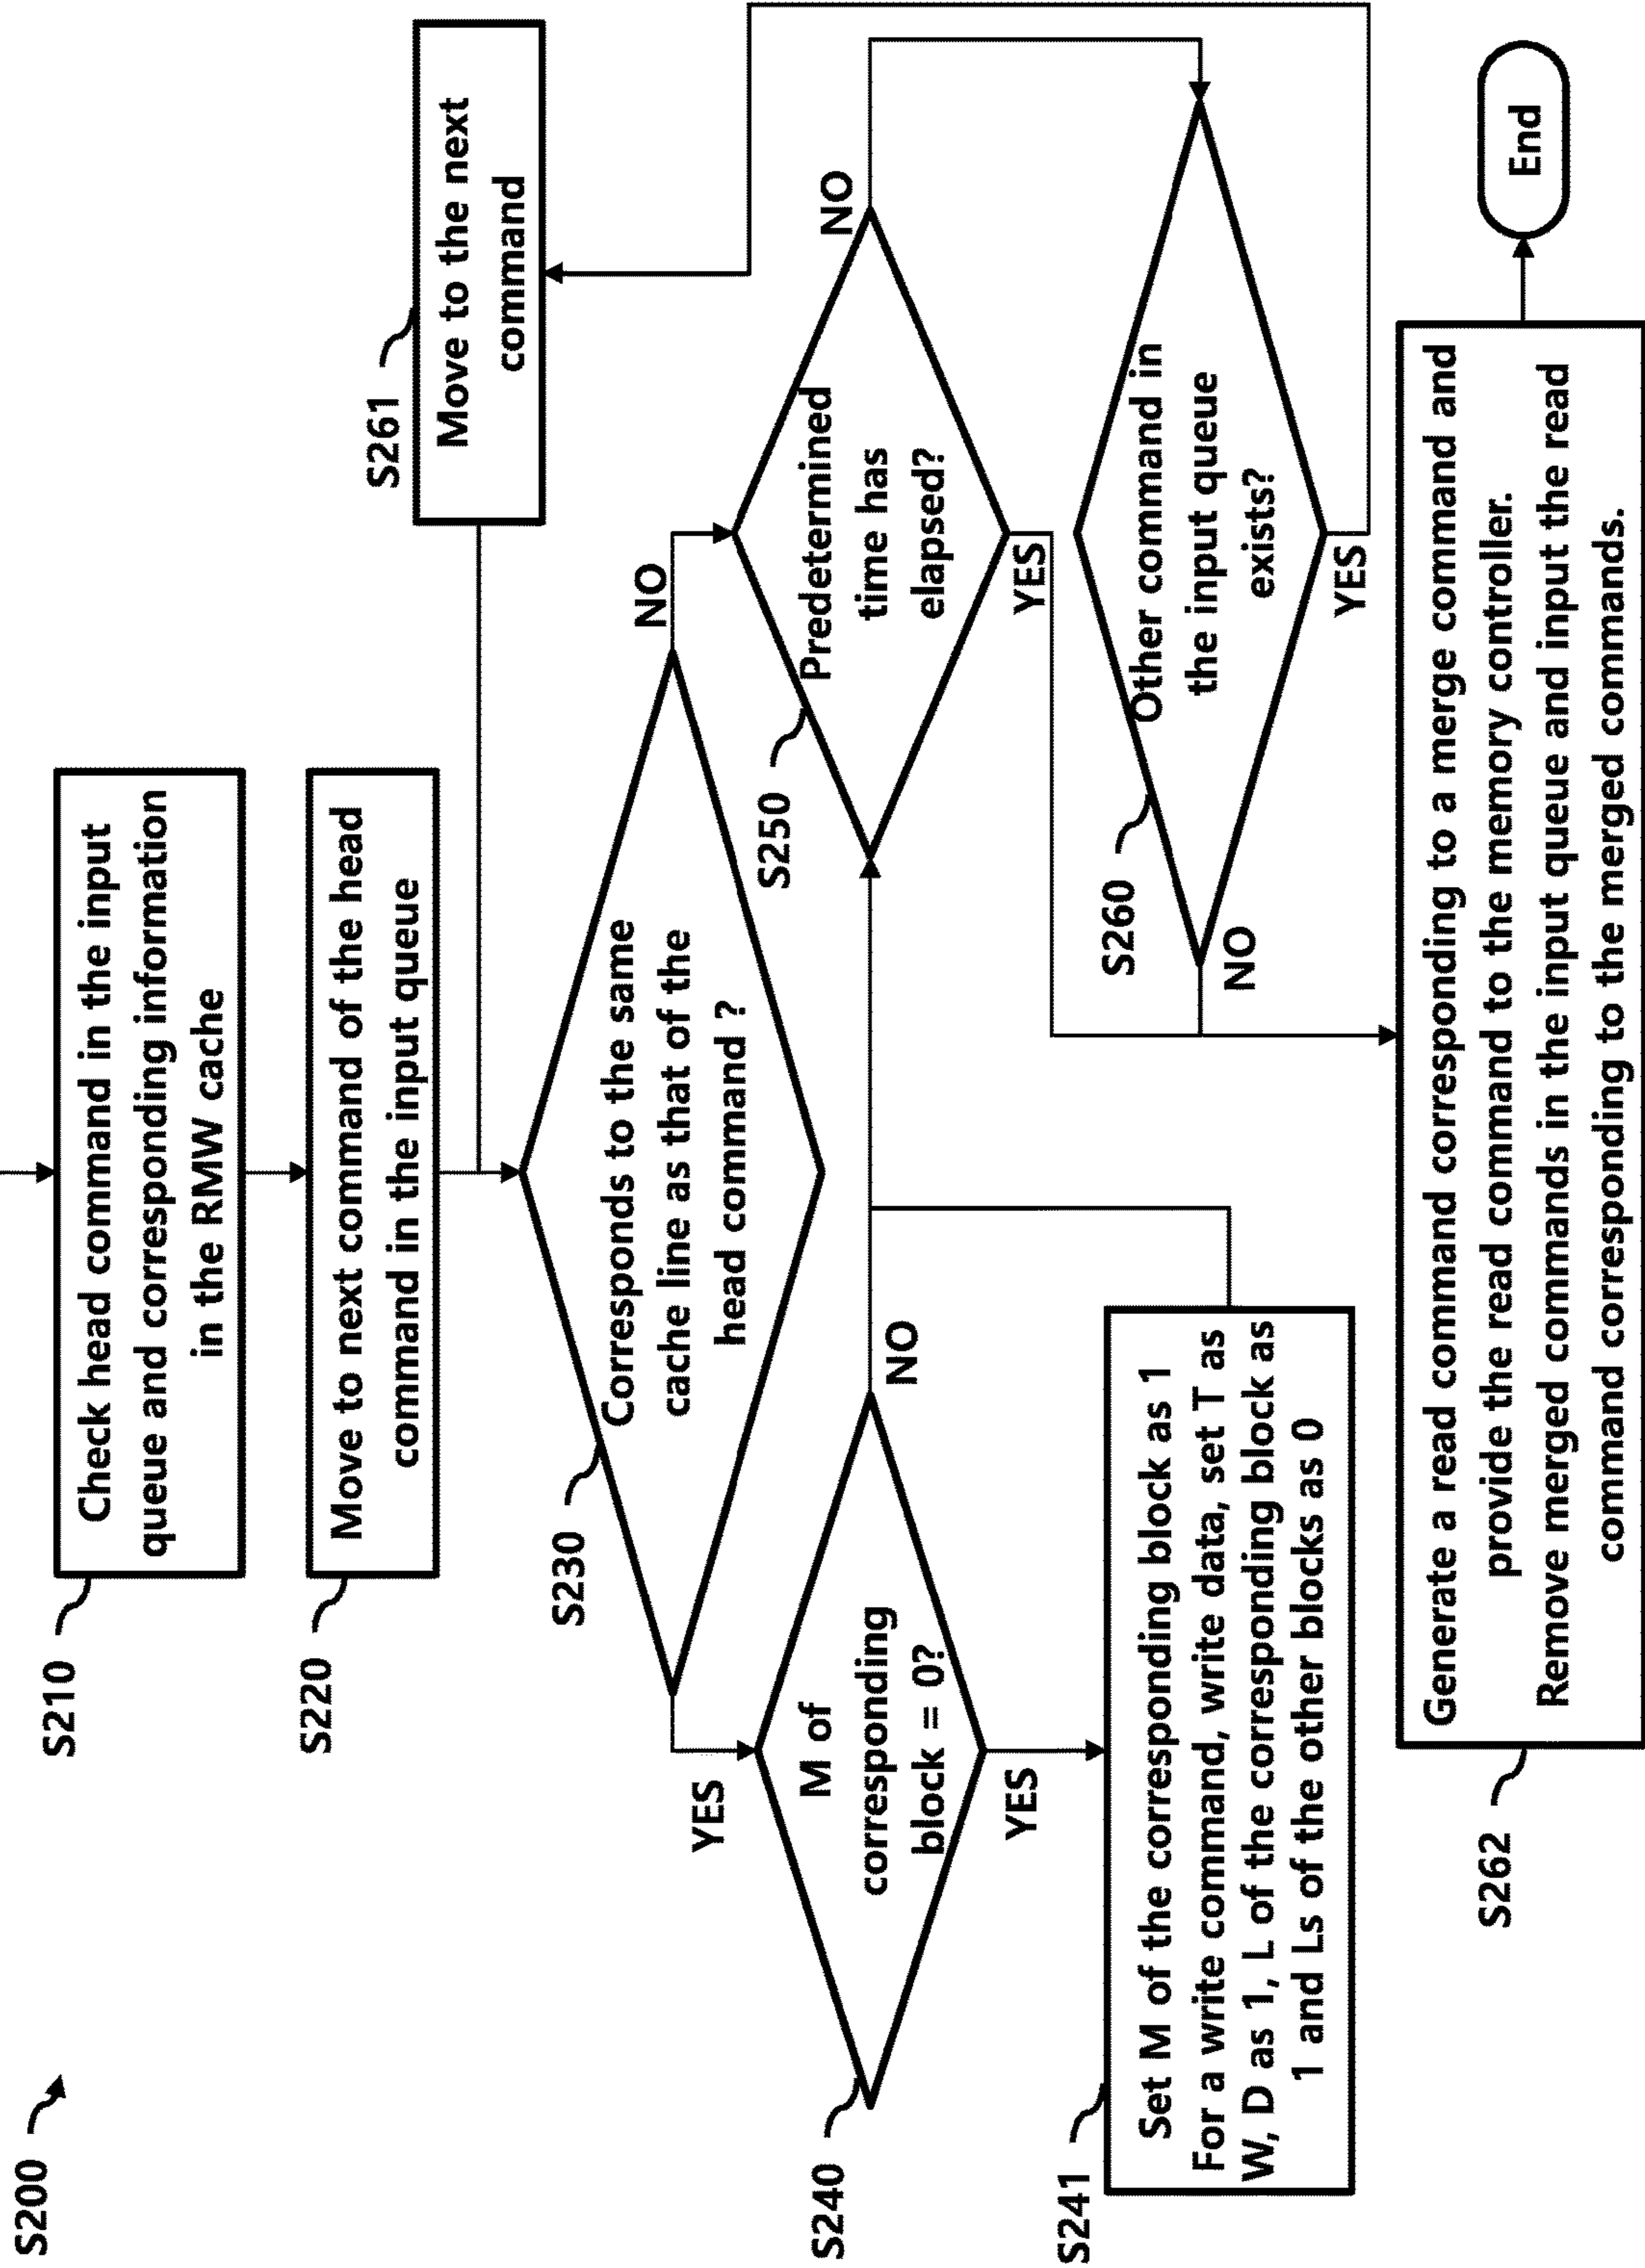 S200
S210
Check head command in the input
queue and corresponding information
in the RMW cache
S220
Move to next command of the head
command in the input queue
S261
Move to the next
command
S230
Corresponds to the same
cache line as that of the
head command ?
YES
NO
S240
M of
corresponding
block = 0?
NO
YES
S241
Set M of the corresponding block as 1
For a write command, write data, set T as
W, D as 1, L of the corresponding block as
1 and Ls of the other blocks as 0
S250
Predetermined
time has
elapsed?
NO
YES
S260
Other command in
the input queue
exists?
NO
YES
S262
Generate a read command corresponding to a merge command and
provide the read command to the memory controller.
Remove merged commands in the input queue and input the read
command corresponding to the merged commands.
End